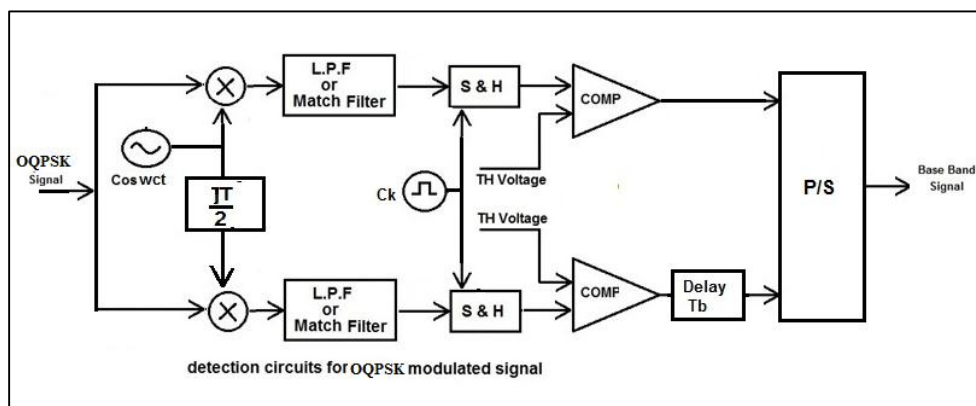 L.P.F
or
Match Filter
S & H
COMP
OQPSK
Signal
Cos wct
π
2
Ck
TH Voltage
TH Voltage
P/S
Base Band
Signal
L.P.F
or
Match Filter
S & H
COMP
Delay
Tb
detection circuits for OQPSK modulated signal